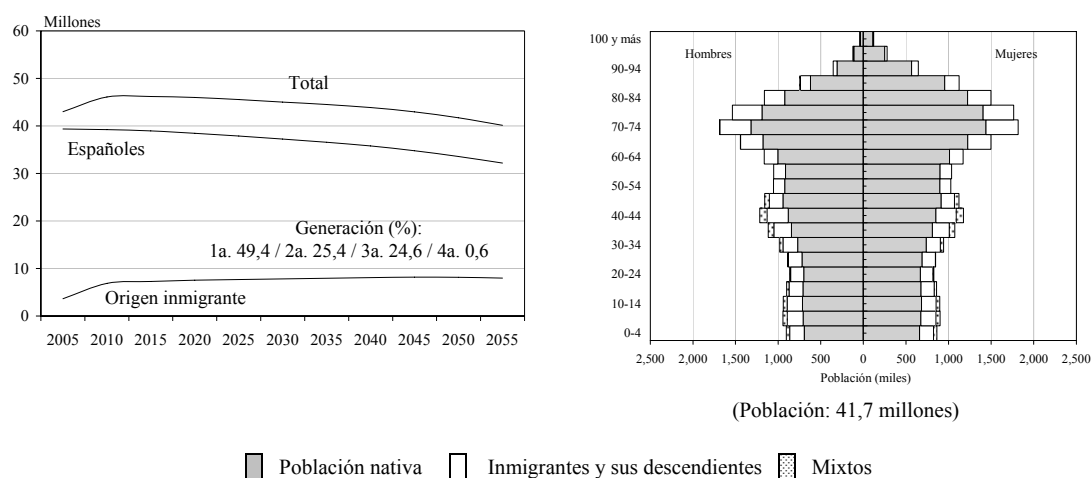 Millones
60
50
40
30
20
10
0
Total
Españoles
Generación (%):
1a. 49,4 / 2a. 25,4 / 3a. 24,6 / 4a. 0,6
Origen inmigrante
2005 2010 2015 2020 2025 2030 2035 2040 2045 2050 2055
100 y más
90-94
80-84
70-74
60-64
50-54
40-44
30-34
20-24
10-14
0-4
Hombres
Mujeres
2,500 2,000 1,500 1,000 500 0 500 1,000 1,500 2,000 2,500
Población (miles)
(Población: 41,7 millones)
Población nativa Inmigrantes y sus descendientes Mixtos